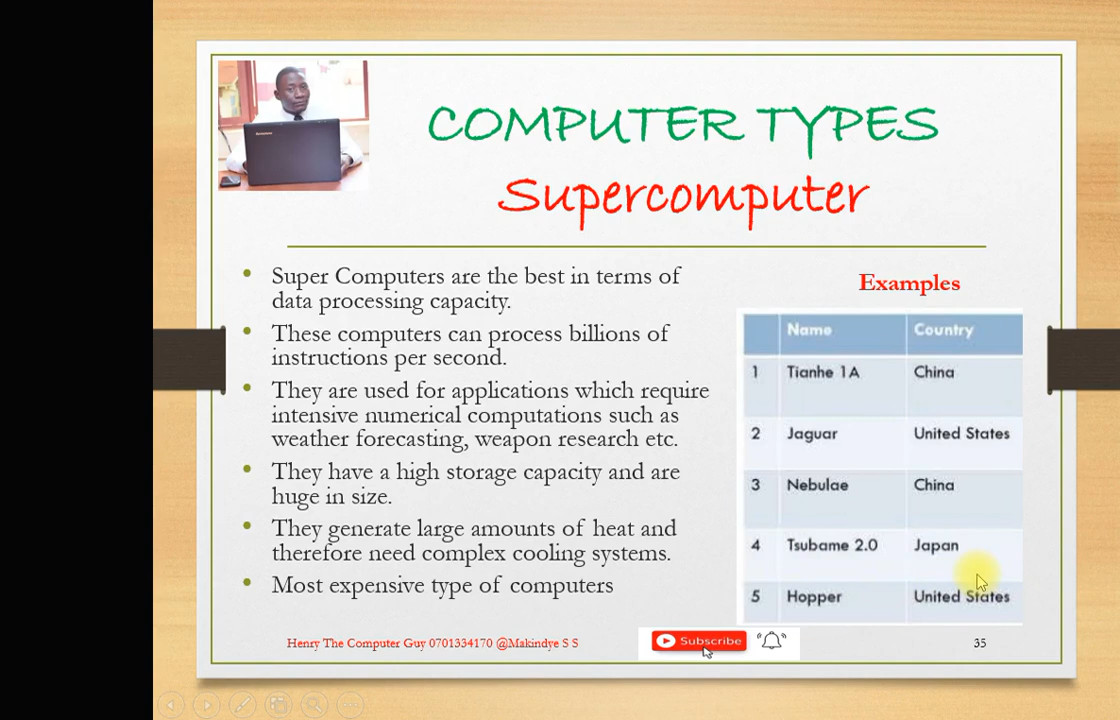 COMPUTER TYPES
Supercomputer
• Super Computers are the best in terms of
data processing capacity.
• These computers can process billions of
instructions per second.
• They are used for applications which require
intensive numerical computations such as
weather forecasting, weapon research etc.
• They have a high storage capacity and are
huge in size.
• They generate large amounts of heat and
therefore need complex cooling systems.
• Most expensive type of computers
Examples
Name Country
1 Tianhe 1A China
2 Jaguar United States
3 Nebulae China
4 Tsubame 2.0 Japan
5 Hopper United States
Henry The Computer Guy 0701334170 @Makindye S S
Subscribe
35